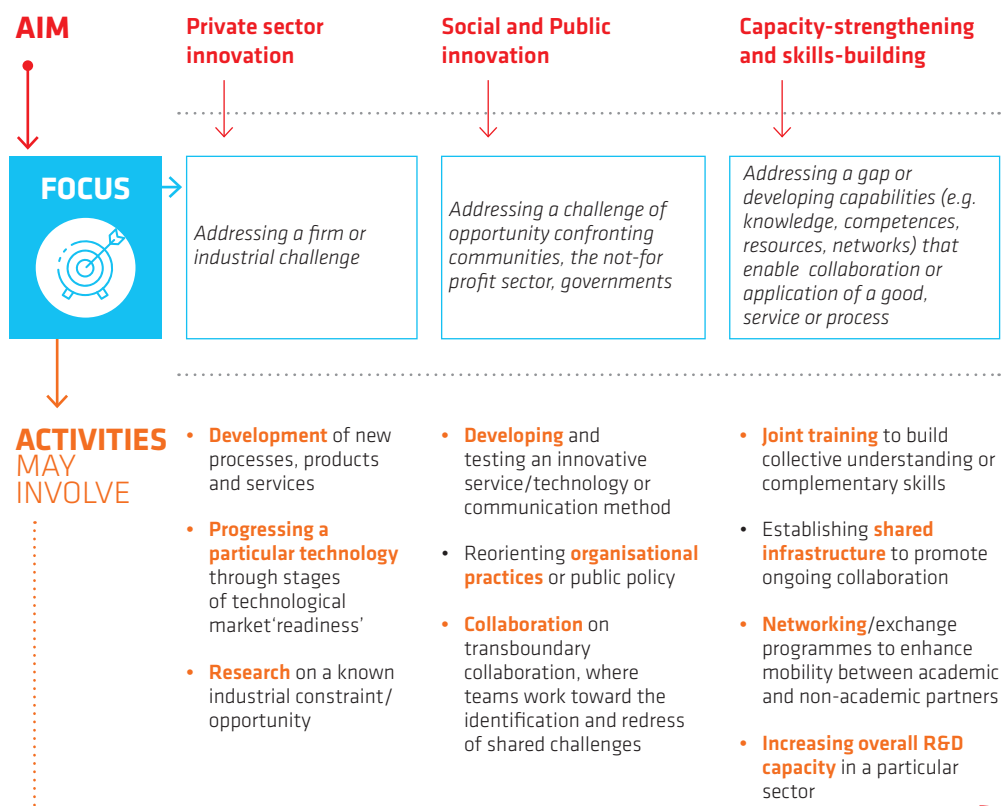 AIM
Private sector
innovation
Social and Public
innovation
Capacity-strengthening
and skills-building
FOCUS
Addressing a firm or
industrial challenge
Addressing a challenge of
opportunity confronting
communities, the not-for
profit sector, governments
Addressing a gap or
developing capabilities (e.g.
knowledge, competences,
resources, networks) that
enable collaboration or
application of a good,
service or process
ACTIVITIES
MAY
INVOLVE
• Development of new
processes, products
and services
• Progressing a
particular technology
through stages
of technological
market‘readiness’
• Research on a known
industrial constraint/
opportunity
• Developing and
testing an innovative
service/technology or
communication method
• Reorienting organisational
practices or public policy
• Collaboration on
transboundary
collaboration, where
teams work toward the
identification and redress
of shared challenges
• Joint training to build
collective understanding or
complementary skills
• Establishing shared
infrastructure to promote
ongoing collaboration
• Networking/exchange
programmes to enhance
mobility between academic
and non-academic partners
• Increasing overall R&D
capacity in a particular
sector